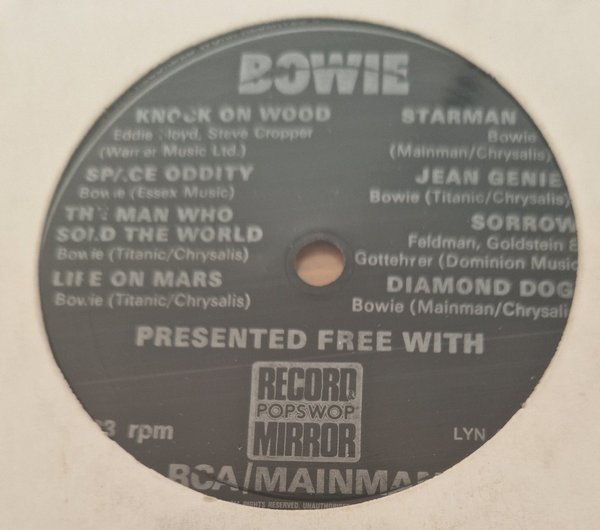 BOWIE
KNOCK ON WOOD
Eddie Floyd, Steve Cropper
(Warner Music Ltd.)
SPACE ODDITY
Bowie (Essex Music)
THE MAN WHO
SOLD THE WORLD
Bowie (Titanic/Chrysalis)
LIFE ON MARS
Bowie (Titanic/Chrysalis)
STARMAN
Bowie
(Mainman/Chrysalis)
JEAN GENIE
Bowie (Titanic/Chrysalis)
SORROW
Feldman, Goldstein &
Gottehrer (Dominion Music
DIAMOND DOG
Bowie (Mainman/Chrysali
PRESENTED FREE WITH
RECORD
POPSWOP
MIRROR
33 rpm
LYN
RCA/MAINMAN
RIGHTS RESERVED.